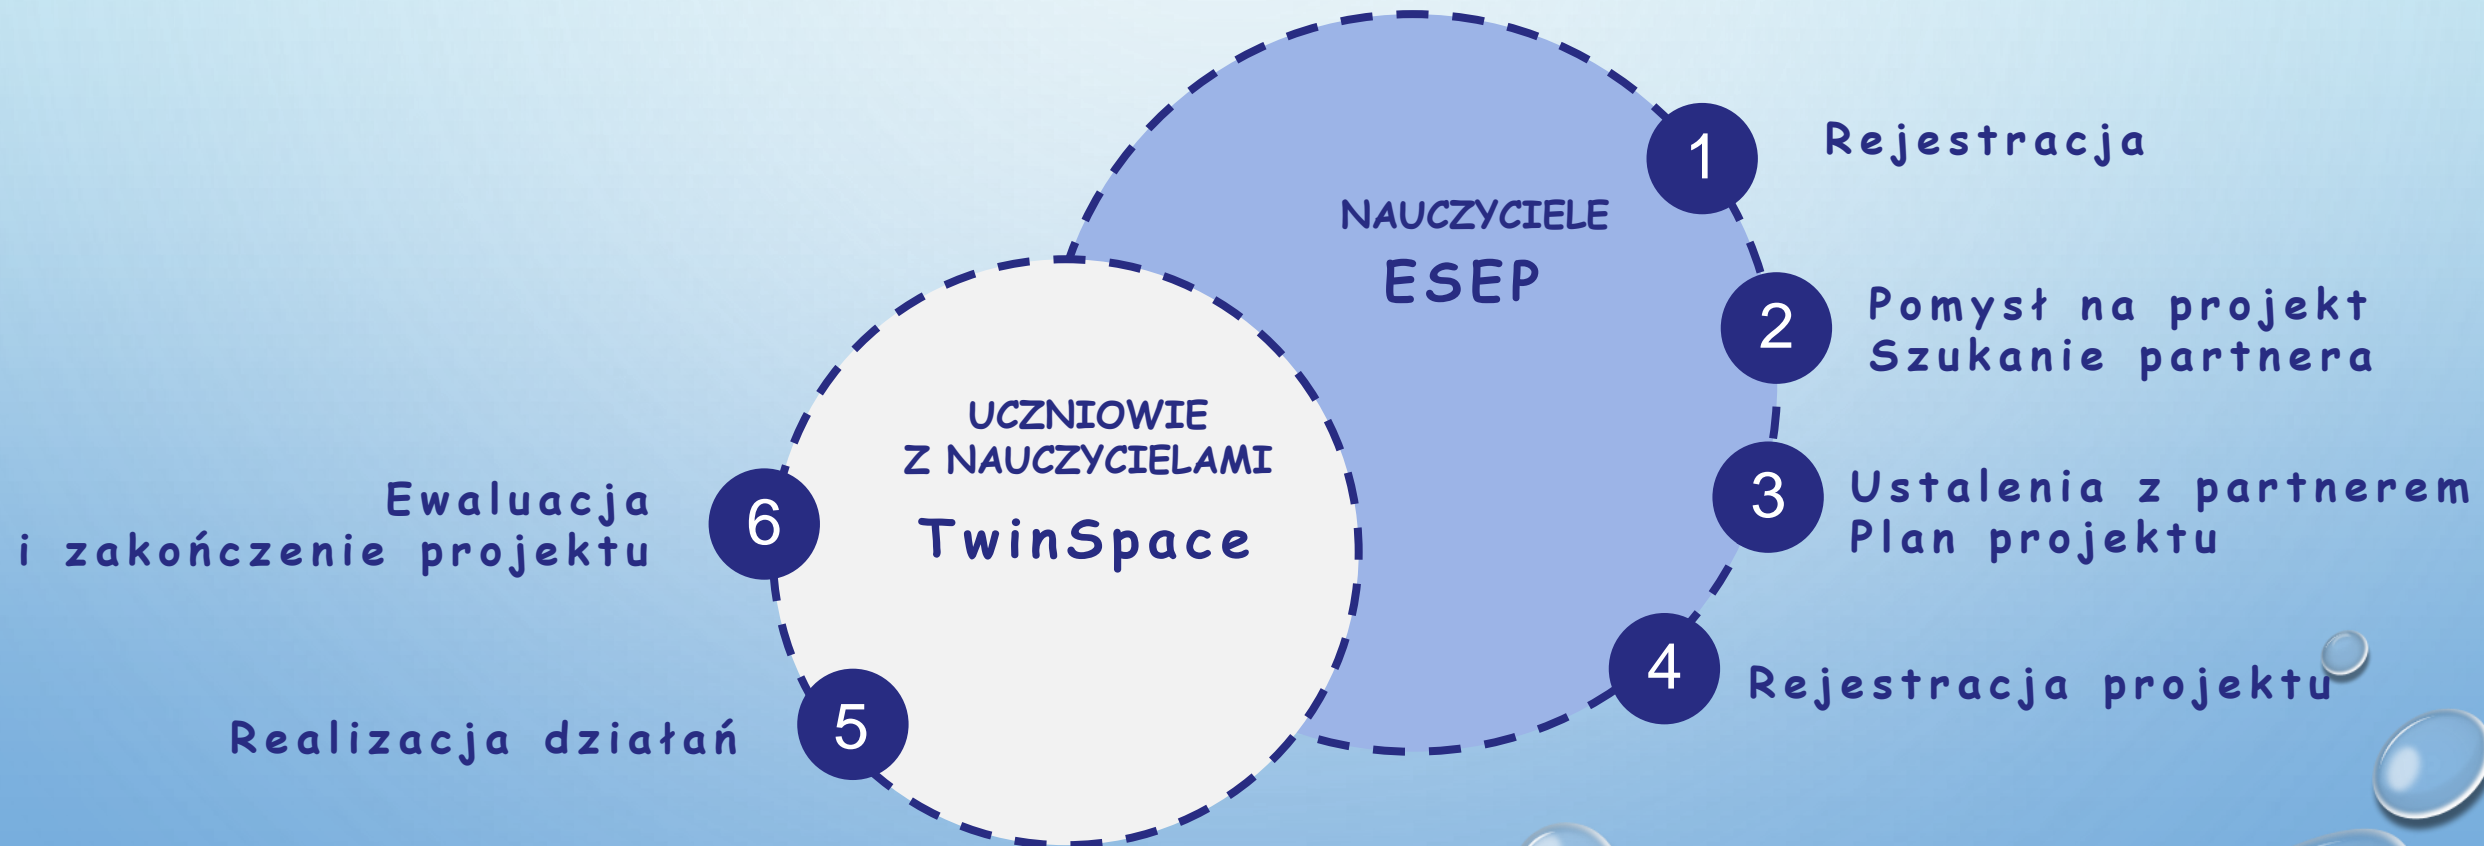 NAUCZYCIELE
ESEP
1
Rejestracja
2
Pomysł na projekt
Szukanie partnera
3
Ustalenia z partnerem
Plan projektu
4
Rejestracja projektu
UCZNIOWIE
Z NAUCZYCIELAMI
TwinSpace
5
Realizacja działań
6
Ewaluacja
i zakończenie projektu